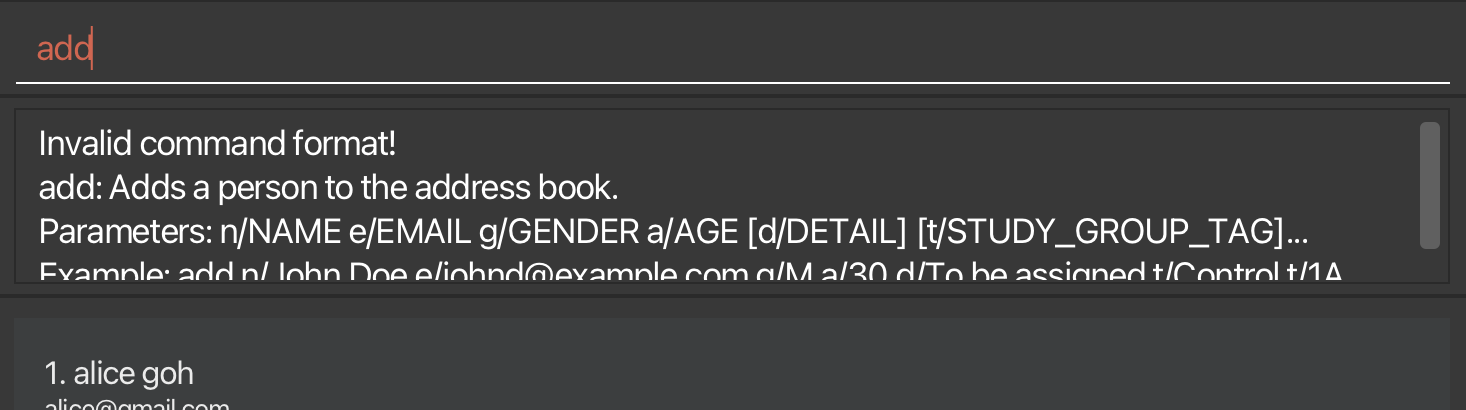 add
Invalid command format!
add: Adds a person to the address book.
Parameters: n/NAME e/EMAIL g/GENDER a/AGE [d/DETAIL] [t/STUDY_GROUP_TAG]...
Example: add n/ John Doe e/johnd@example.com g/M a/30 d/To be assigned t/Control t/1A
1. alice goh
alice@gmail.com